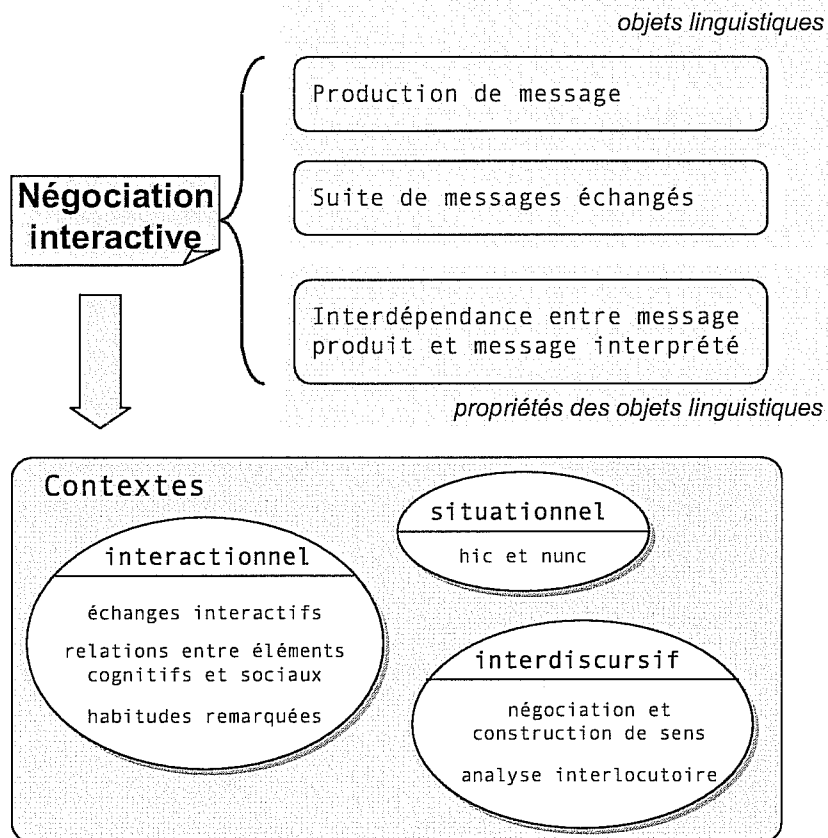 objets linguistiques
Production de message
Négociation
interactive
Suite de messages échangés
Interdépendance entre message
produit et message interprété
propriétés des objets linguistiques
Contextes
interactionnel
échanges interactifs
relations entre éléments
cognitifs et sociaux
habitudes remarquées
situationnel
hic et nunc
interdiscursif
négociation et
construction de sens
analyse interlocutoire